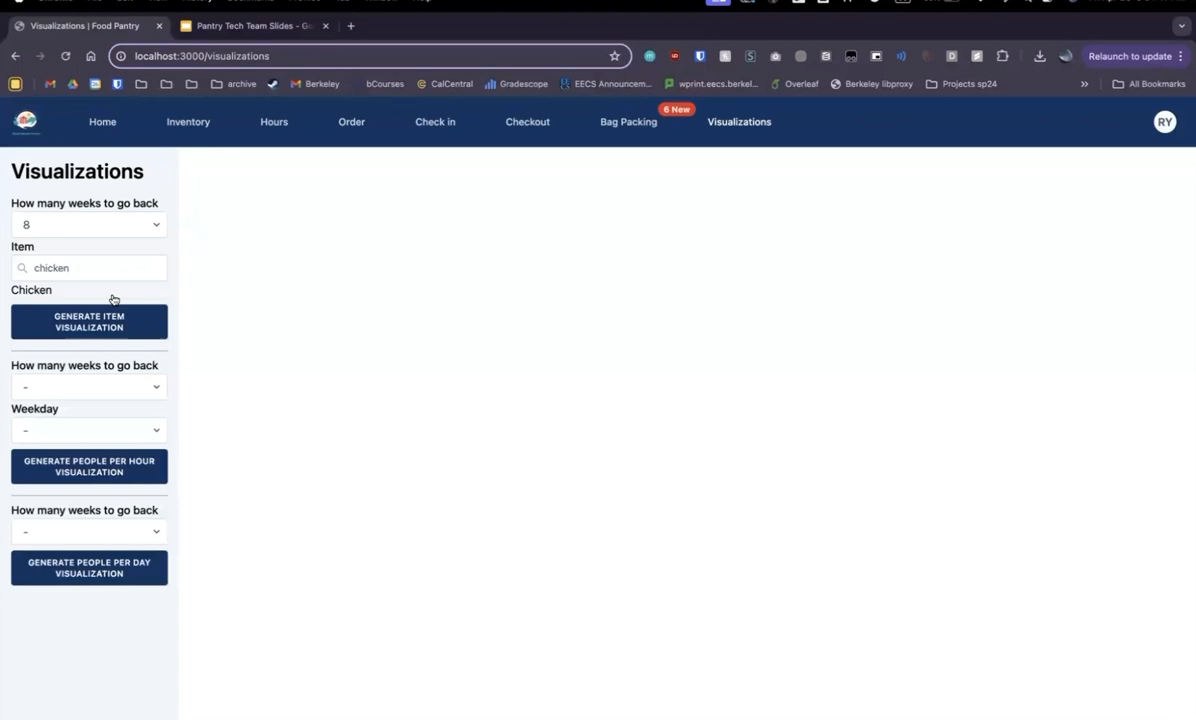 Visualizations | Food Pantry
Pantry Tech Team Slides - Go
localhost:3000/visualizations
Relaunch to update
archive
Berkeley
bCourses
CalCentral
Gradescope
EECS Announcem...
wprint.eecs.berkel...
Overleaf
Berkeley libproxy
Projects sp24
All Bookmarks
Home
Inventory
Hours
Order
Check in
Checkout
Bag Packing
6 New
Visualizations
RY
Visualizations
How many weeks to go back
8
Item
chicken
Chicken
GENERATE ITEM
VISUALIZATION
How many weeks to go back
-
Weekday
-
GENERATE PEOPLE PER HOUR
VISUALIZATION
How many weeks to go back
-
GENERATE PEOPLE PER DAY
VISUALIZATION